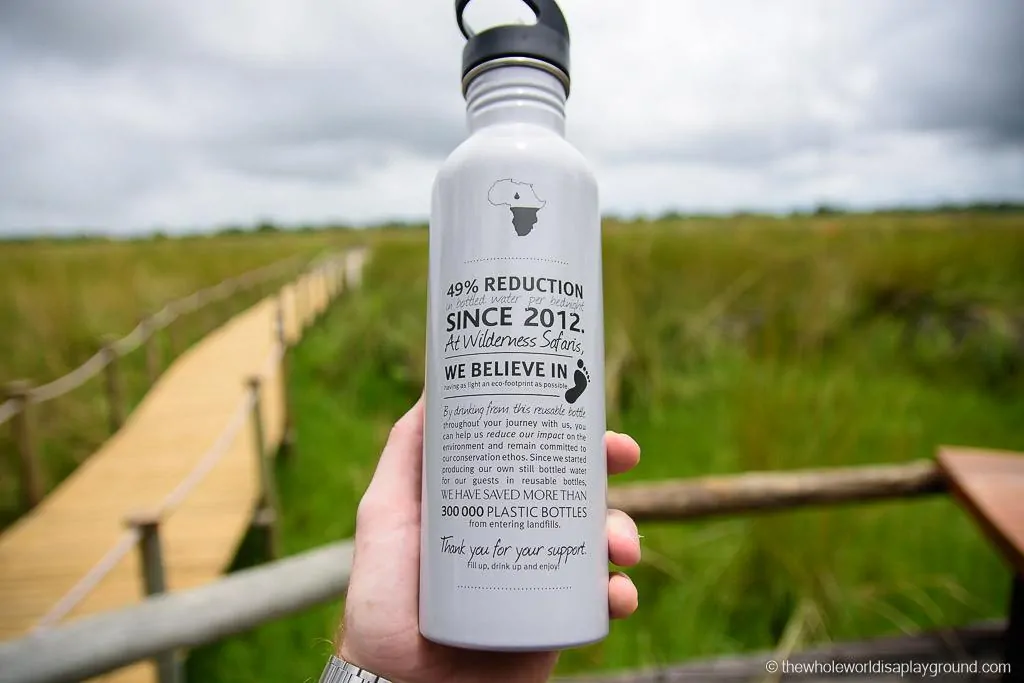 49% REDUCTION
in bottled water per bednight
SINCE 2012.
At Wilderness Safaris,
WE BELIEVE IN
having as light an eco-footprint as possible
By drinking from this reusable bottle
throughout your journey with us, you
can help us reduce our impact on the
environment and remain committed to
our conservation ethos. Since we started
producing our own still bottled water
for our guests in reusable bottles,
WE HAVE SAVED MORE THAN
300 000 PLASTIC BOTTLES
from entering landfills.
Thank you for your support.
Fill up, drink up and enjoy!
© thewholeworldisaplayground.com